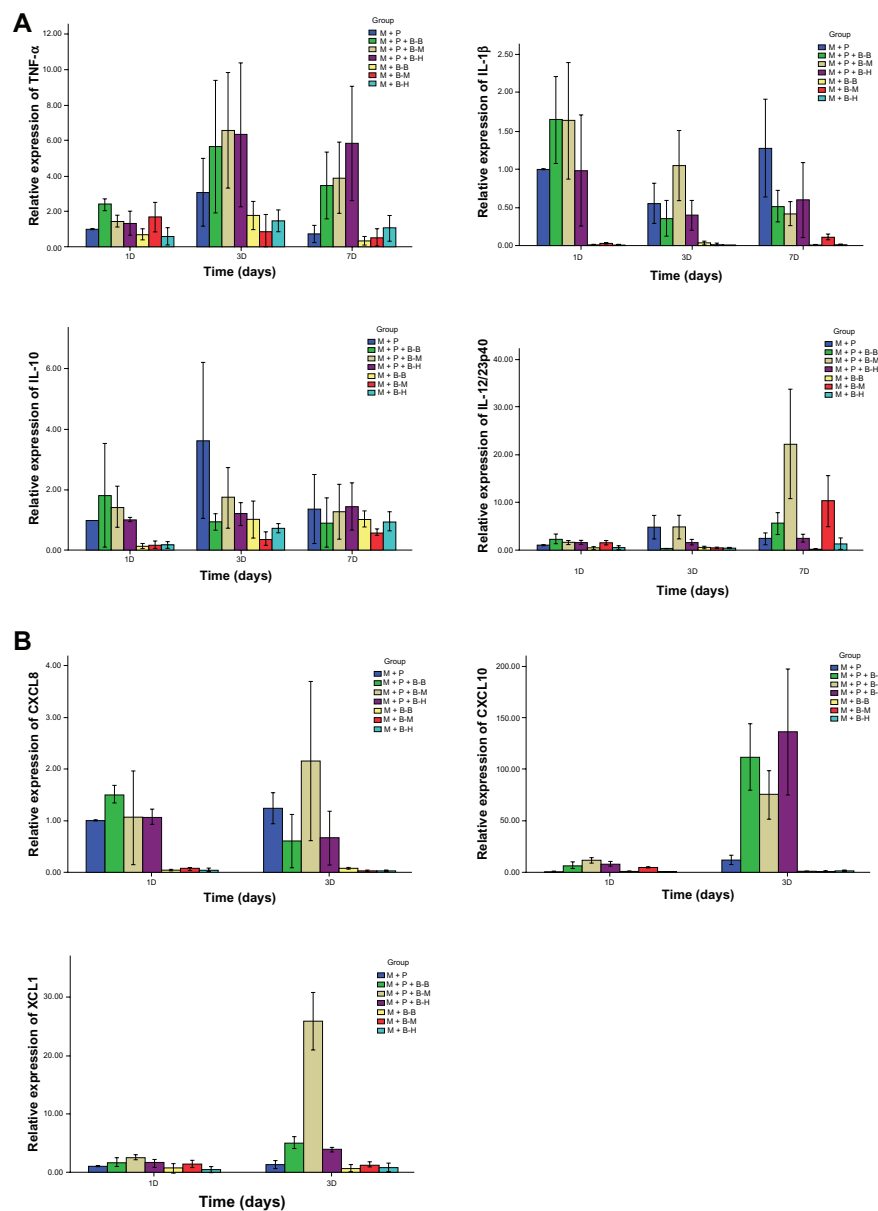 A
Relative expression of TNF-α
12.00
10.00
8.00
6.00
4.00
2.00
0.00
Group
M + P
M + P + B-B
M + P + B-M
M + P + B-H
M + B-B
M + B-M
M + B-H
1D
3D
7D
Time (days)
Relative expression of IL-1β
2.50
2.00
1.50
1.00
0.50
0.00
Group
M + P
M + P + B-B
M + P + B-M
M + P + B-H
M + B-B
M + B-M
M + B-H
1D
3D
7D
Time (days)
Relative expression of IL-10
6.00
4.00
2.00
0.00
Group
M + P
M + P + B-B
M + P + B-M
M + P + B-H
M + B-B
M + B-M
M + B-H
1D
3D
7D
Time (days)
Relative expression of IL-12/23p40
40.00
30.00
20.00
10.00
0.00
Group
M + P
M + P + B-B
M + P + B-M
M + P + B-H
M + B-B
M + B-M
M + B-H
1D
3D
7D
Time (days)
B
Relative expression of CXCL8
4.00
3.00
2.00
1.00
0.00
Group
M + P
M + P + B-B
M + P + B-M
M + P + B-H
M + B-B
M + B-M
M + B-H
1D
3D
Time (days)
Relative expression of CXCL10
200.00
150.00
100.00
50.00
0.00
Group
M + P
M + P + B-
M + P + B-
M + P + B-
M + B-B
M + B-M
M + B-H
1D
3D
Time (days)
Relative expression of XCL1
30.00
20.00
10.00
0.00
Group
M + P
M + P + B-B
M + P + B-M
M + P + B-H
M + B-B
M + B-M
M + B-H
1D
3D
Time (days)